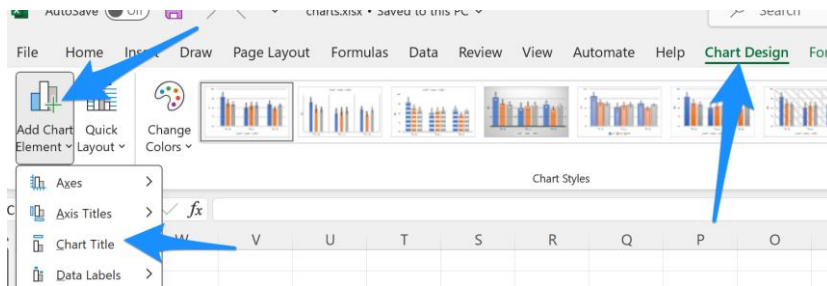 AutoSave Off charts.xlsx • Saved to this PC Search
File Home Insert Draw Page Layout Formulas Data Review View Automate Help Chart Design
Add Chart Element Quick Layout Change Colors
Chart Styles
Axes
Axis Titles fx
Chart Title W V U T S R Q P O
Data Labels